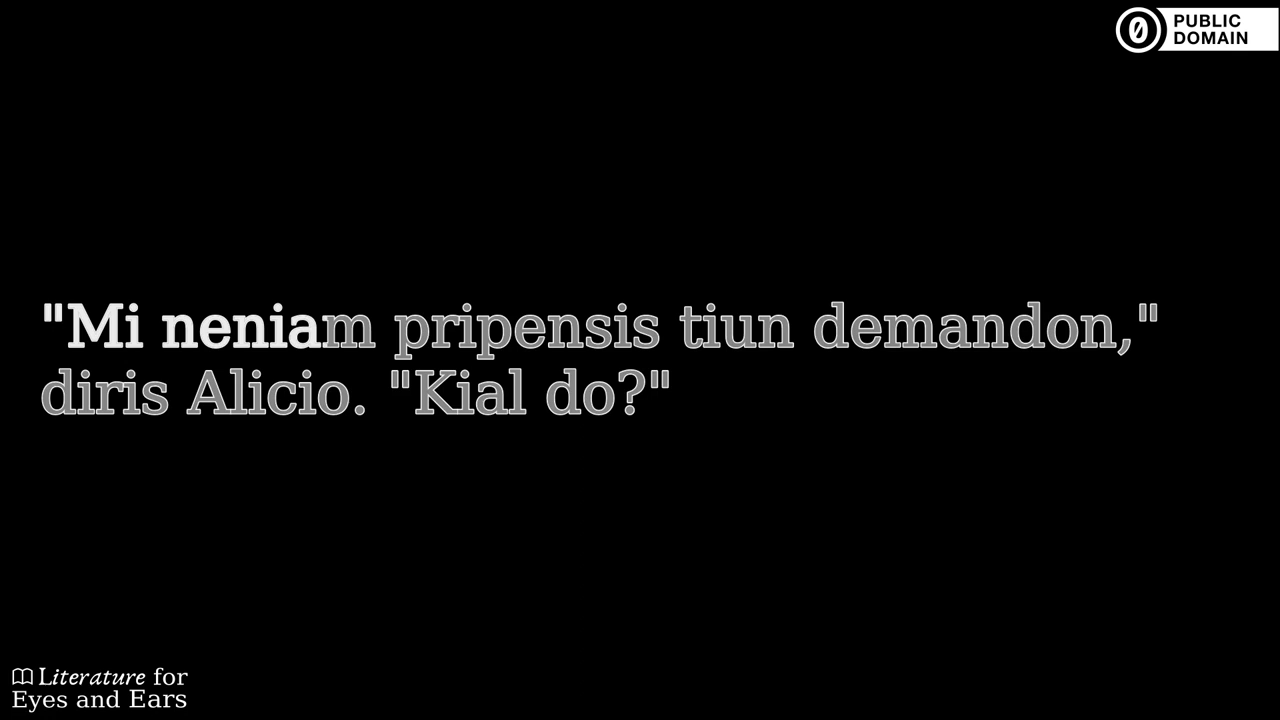 PUBLIC
DOMAIN
"Mi neniam pripensis tiun demandon,"
diris Alicio. "Kial do?"
Literature for
Eyes and Ears